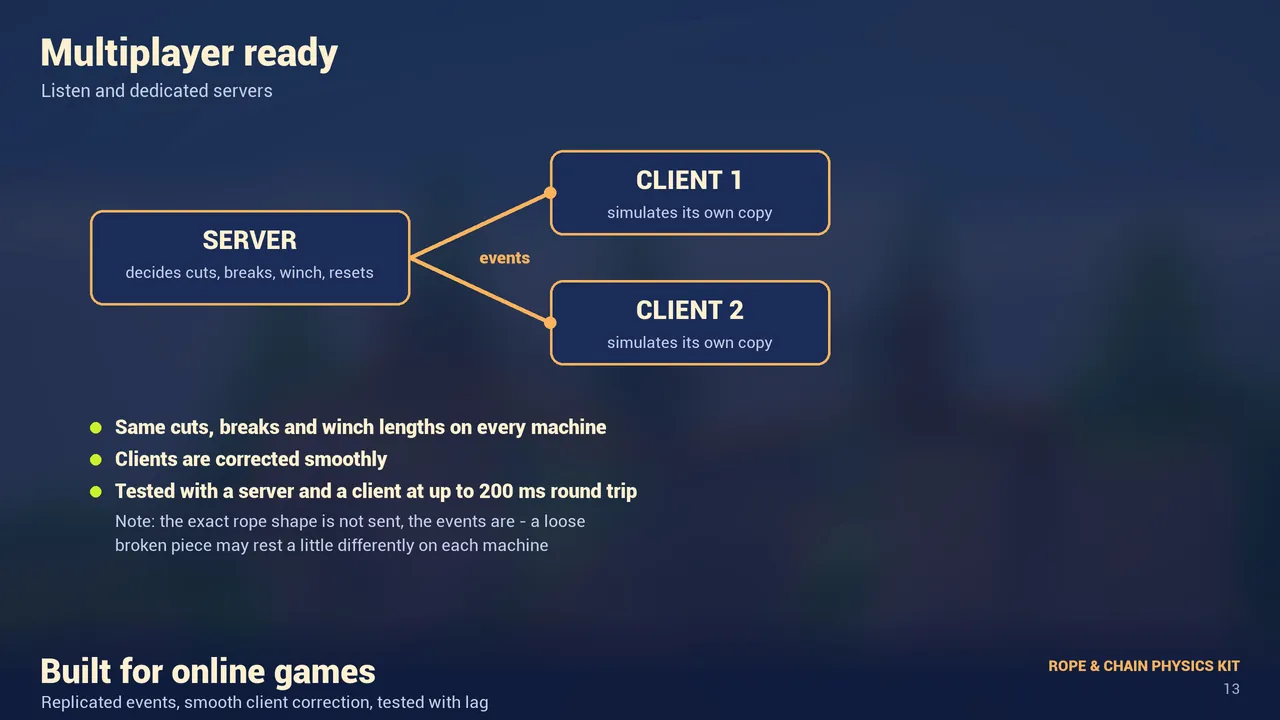 Multiplayer ready
Listen and dedicated servers
SERVER
decides cuts, breaks, winch, resets
events
CLIENT 1
simulates its own copy
CLIENT 2
simulates its own copy
Same cuts, breaks and winch lengths on every machine
Clients are corrected smoothly
Tested with a server and a client at up to 200 ms round trip
Note: the exact rope shape is not sent, the events are - a loose
broken piece may rest a little differently on each machine
Built for online games
Replicated events, smooth client correction, tested with lag
ROPE & CHAIN PHYSICS KIT
13